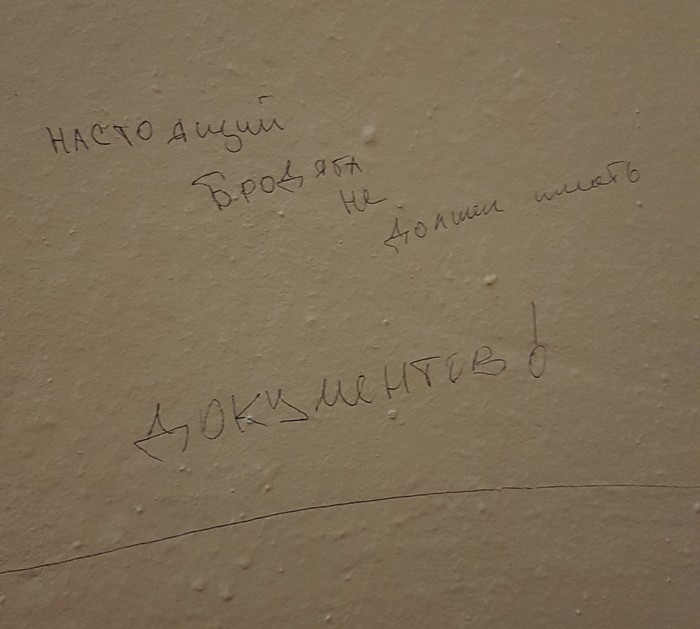 НАСТОЯЩИЙ
БРОДЯГА
НЕ
ДОЛЖЕН ИМЕТЬ
ДОКУМЕНТОВ!